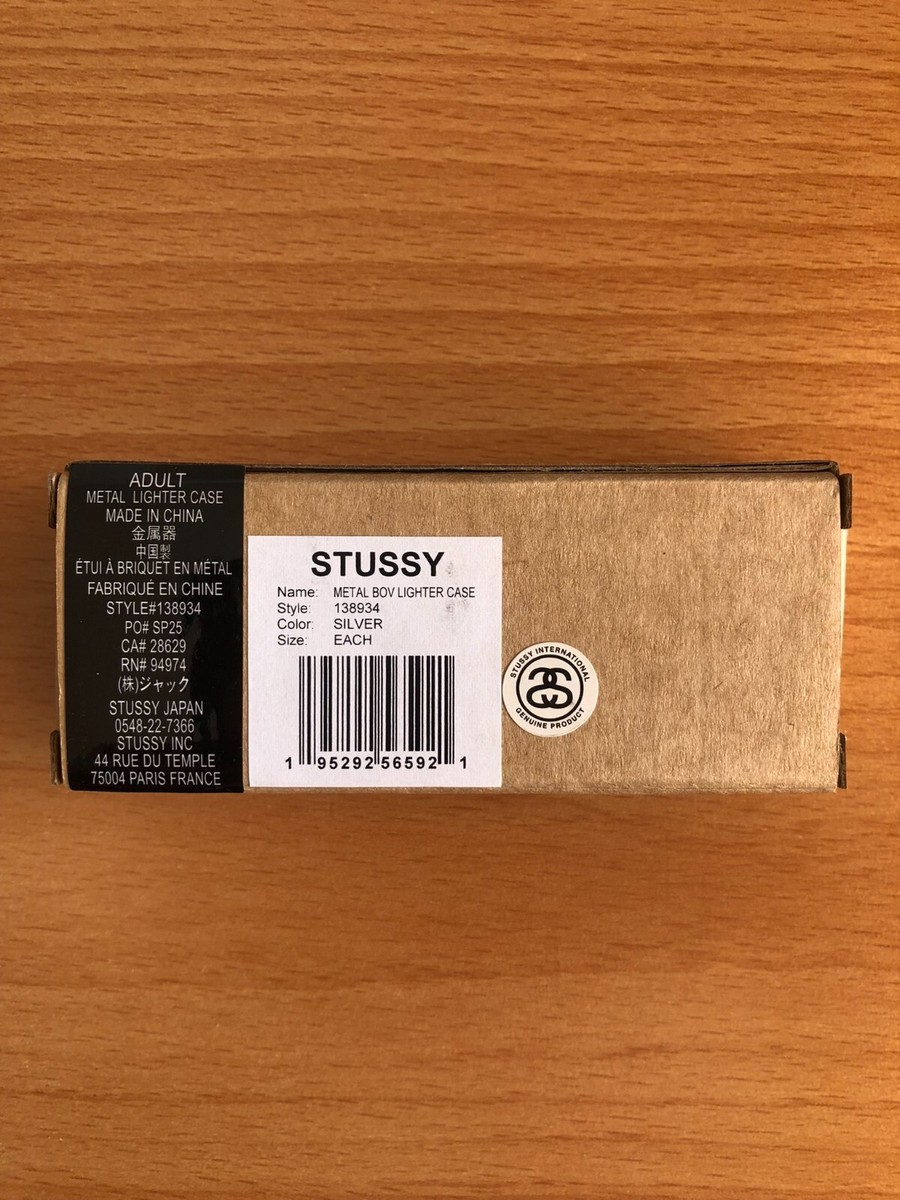 ADULT
METAL LIGHTER CASE
MADE IN CHINA
金属器
中国製
ÉTUI À BRIQUET EN MÉTAL
FABRIQUÉ EN CHINE
STYLE#138934
PO# SP25
CA# 28629
RN# 94974
(株)ジャック
STUSSY JAPAN
0548-22-7366
STUSSY INC
44 RUE DU TEMPLE
75004 PARIS FRANCE
STUSSY
Name: METAL BOV LIGHTER CASE
Style: 138934
Color: SILVER
Size: EACH
1 95292 56592 1
STUSSY INTERNATIONAL
GENUINE PRODUCT